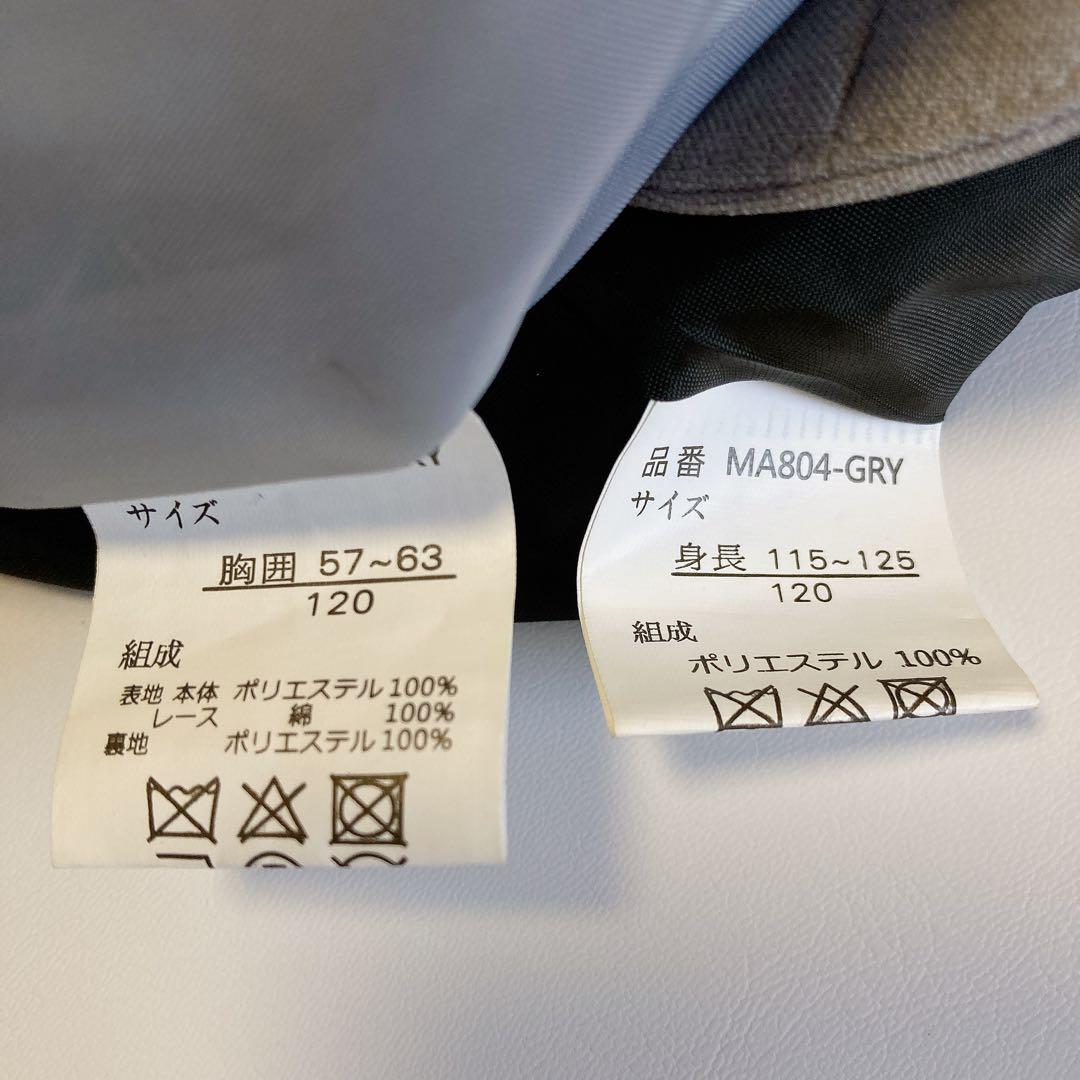 サイズ
胸囲 57~63
120
組成
表地 本体 ポリエステル 100%
レース 綿 100%
裏地 ポリエステル 100%
品番 MA804-GRY
サイズ
身長 115~125
120
組成
ポリエステル 100%